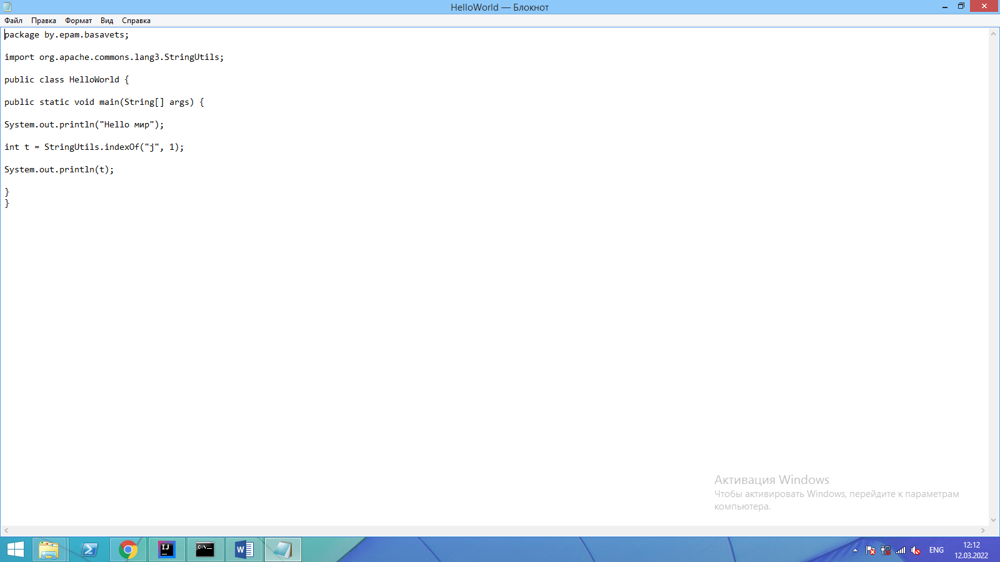 HelloWorld — Блокнот
Файл Правка Формат Вид Справка
package by.epam.basavets;
import org.apache.commons.lang3.StringUtils;
public class HelloWorld {
public static void main(String[] args) {
System.out.println("Hello мир");
int t = StringUtils.indexOf("j", 1);
System.out.println(t);
}
}
Активация Windows
Чтобы активировать Windows, перейдите к параметрам
компьютера.
IJ
C:\
W
ENG
12:12
12.03.2022